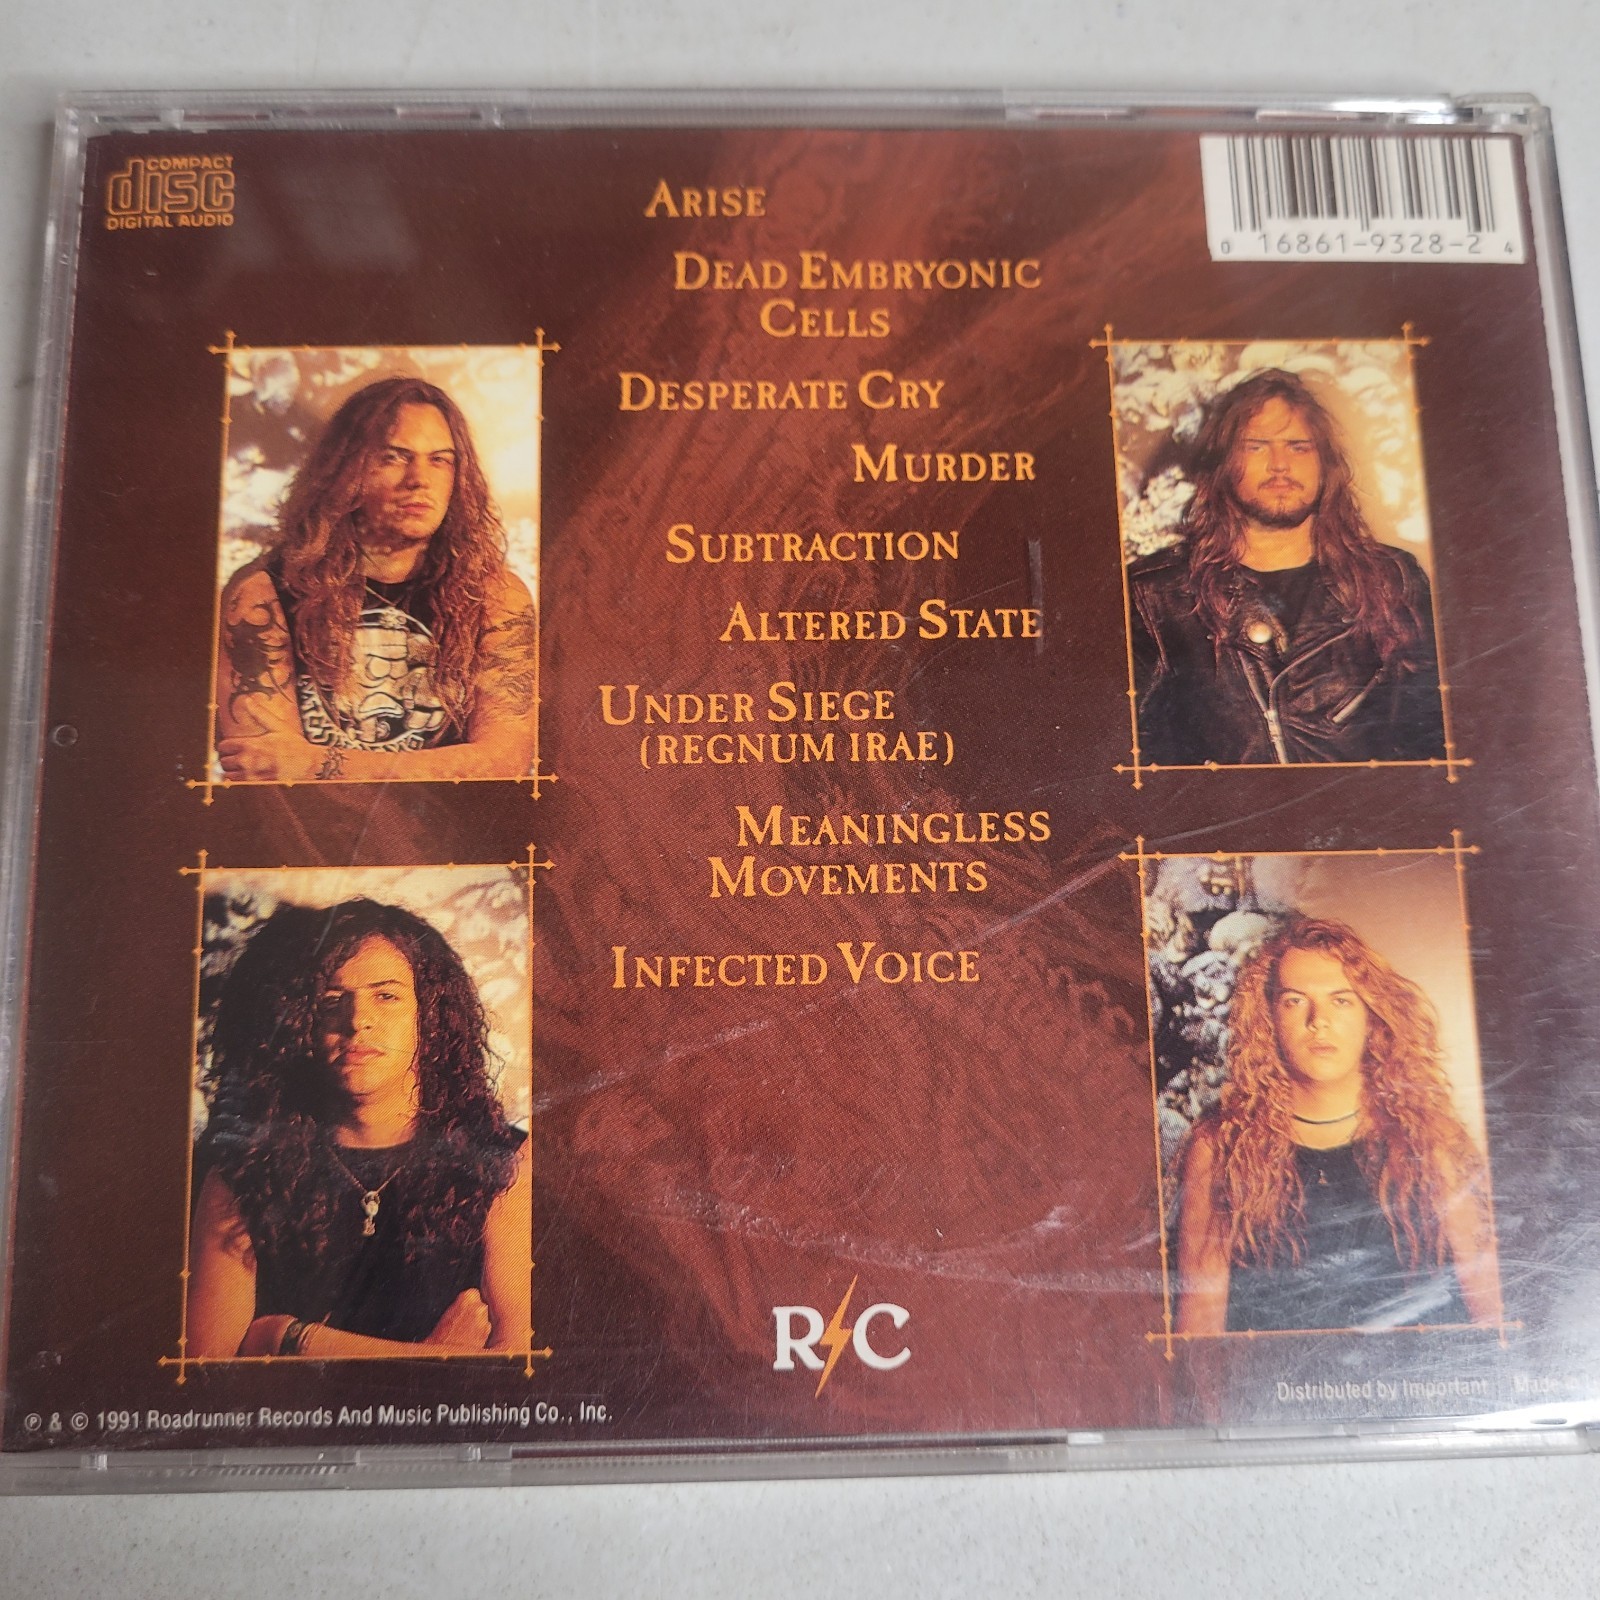 COMPACT
disc
DIGITAL AUDIO
0 16861-9328-2 4
ARISE
DEAD EMBRYONIC
CELLS
DESPERATE CRY
MURDER
SUBTRACTION
ALTERED STATE
UNDER SIEGE
(REGNUM IRAE)
MEANINGLESS
MOVEMENTS
INFECTED VOICE
R C
Distributed by Important Made in
℗ & © 1991 Roadrunner Records And Music Publishing Co., Inc.